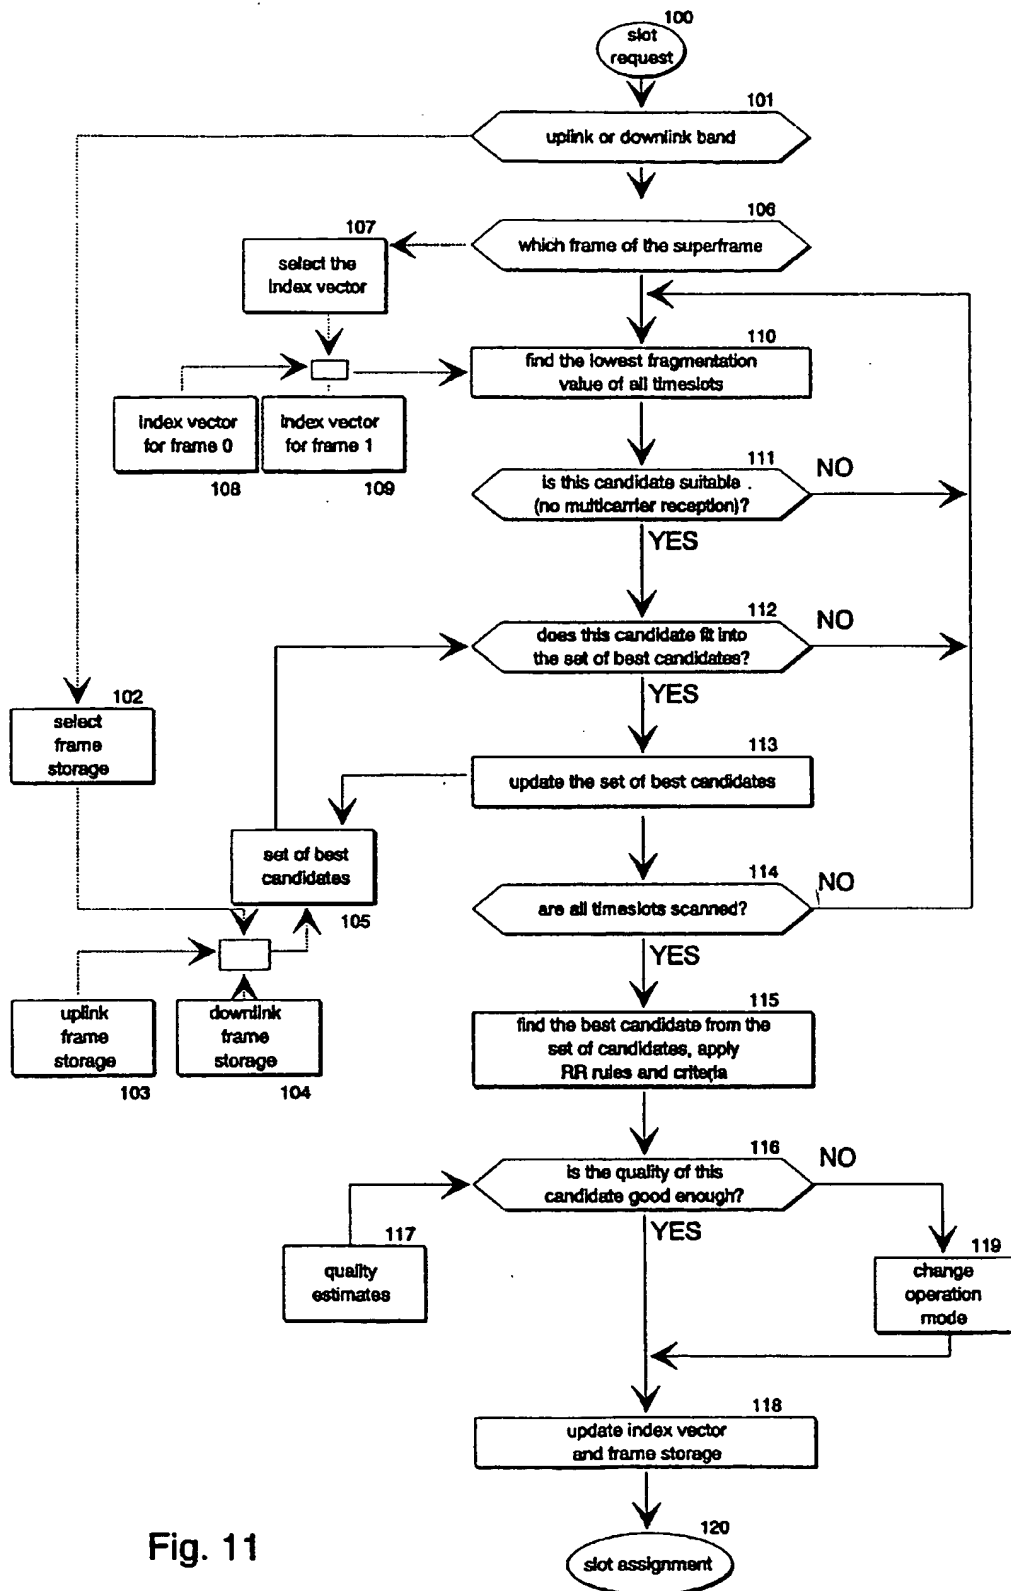 100
slot
request
101
uplink or downlink band
106
which frame of the superframe
107
select the
index vector
110
find the lowest fragmentation
value of all timeslots
index vector
for frame 0
108
index vector
for frame 1
109
111
is this candidate suitable
(no multicarrier reception)?
NO
YES
112
does this candidate fit into
the set of best candidates?
NO
YES
102
select
frame
storage
113
update the set of best candidates
set of best
candidates
105
114
are all timeslots scanned?
NO
YES
uplink
frame
storage
103
downlink
frame
storage
104
115
find the best candidate from the
set of candidates, apply
RR rules and criteria
116
is the quality of this
candidate good enough?
NO
YES
117
quality
estimates
119
change
operation
mode
118
update index vector
and frame storage
120
slot assignment
Fig. 11